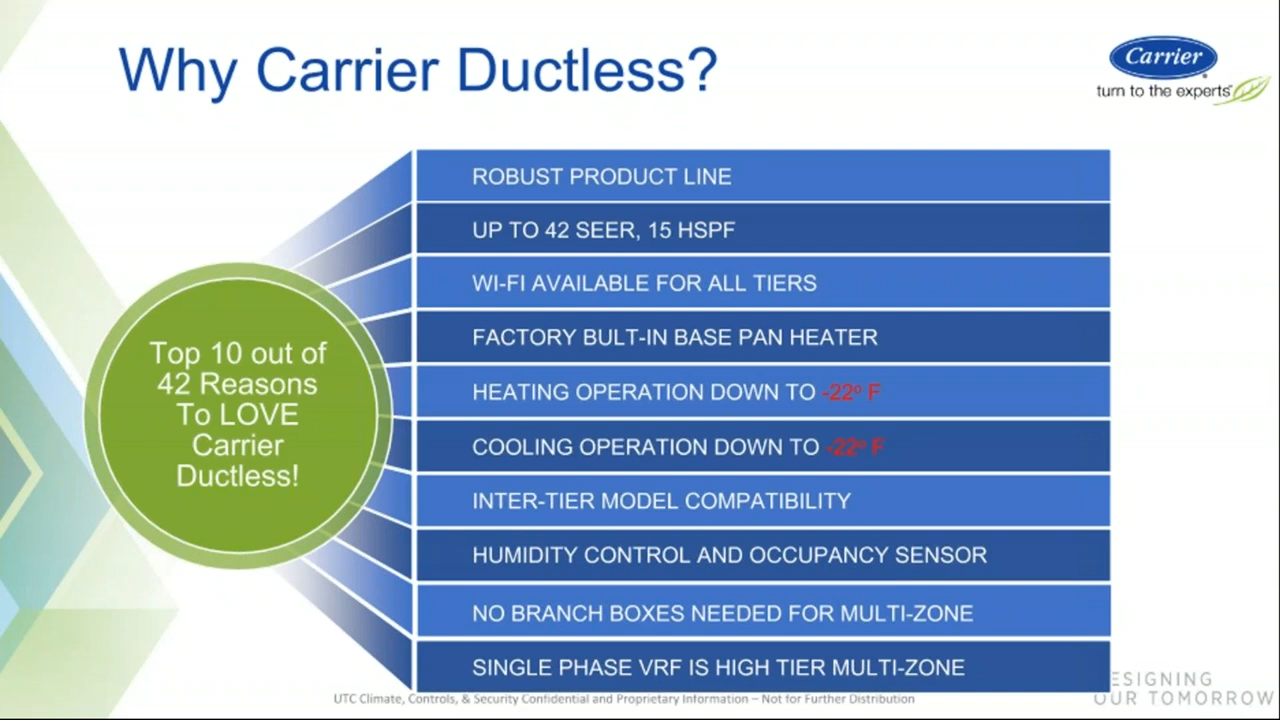 Why Carrier Ductless?
Carrier
turn to the experts
ROBUST PRODUCT LINE
UP TO 42 SEER, 15 HSPF
WI-FI AVAILABLE FOR ALL TIERS
FACTORY BULT-IN BASE PAN HEATER
HEATING OPERATION DOWN TO -22º F
COOLING OPERATION DOWN TO -22º F
INTER-TIER MODEL COMPATIBILITY
HUMIDITY CONTROL AND OCCUPANCY SENSOR
NO BRANCH BOXES NEEDED FOR MULTI-ZONE
SINGLE PHASE VRF IS HIGH TIER MULTI-ZONE
Top 10 out of
42 Reasons
To LOVE
Carrier
Ductless!
UTC Climate, Controls, & Security Confidential and Proprietary Information – Not for Further Distribution
ESIGNING
OUR TOMORROW